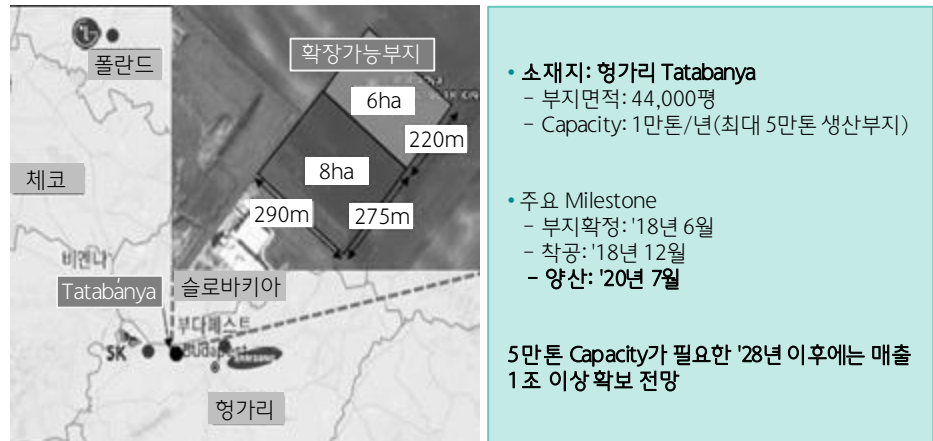 LG
폴란드
확장가능부지
6ha
220m
8ha
체코
290m
275m
비엔나
Tatabánya
슬로바키아
부다페스트
SK
Budapest
SAMSUNG
헝가리
• 소재지: 헝가리 Tatabanya
- 부지면적: 44,000평
- Capacity: 1만톤/년(최대 5만톤 생산부지)
• 주요 Milestone
- 부지확정: '18년 6월
- 착공: '18년 12월
- 양산: '20년 7월
5만톤 Capacity가 필요한 '28년 이후에는 매출
1조 이상 확보 전망